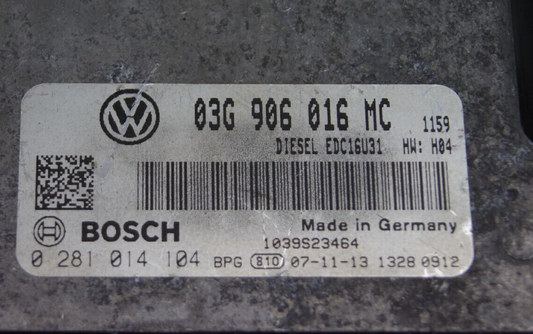 03G 906 016 MC 1159
DIESEL EDC16U31 HW: H04
BOSCH Made in Germany
1039S23464
0 281 014 104 BPG 810 07-11-13 1328 0912